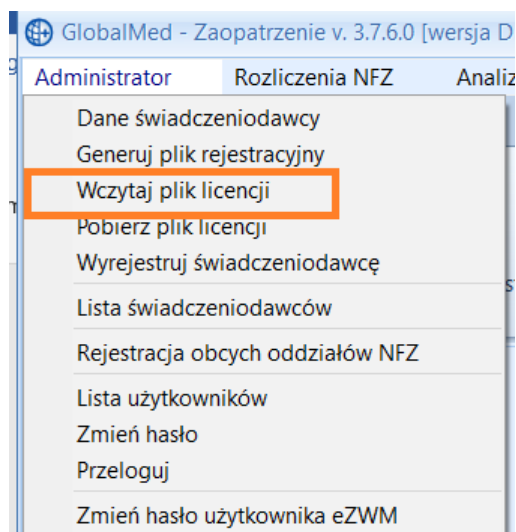 GlobalMed - Zaopatrzenie v. 3.7.6.0 [wersja D
Administrator Rozliczenia NFZ Analiz
Dane świadczeniodawcy
Generuj plik rejestracyjny
Wczytaj plik licencji
Pobierz plik licencji
Wyrejestruj świadczeniodawcę
Lista świadczeniodawców
Rejestracja obcych oddziałów NFZ
Lista użytkowników
Zmień hasło
Przeloguj
Zmień hasło użytkownika eZWM